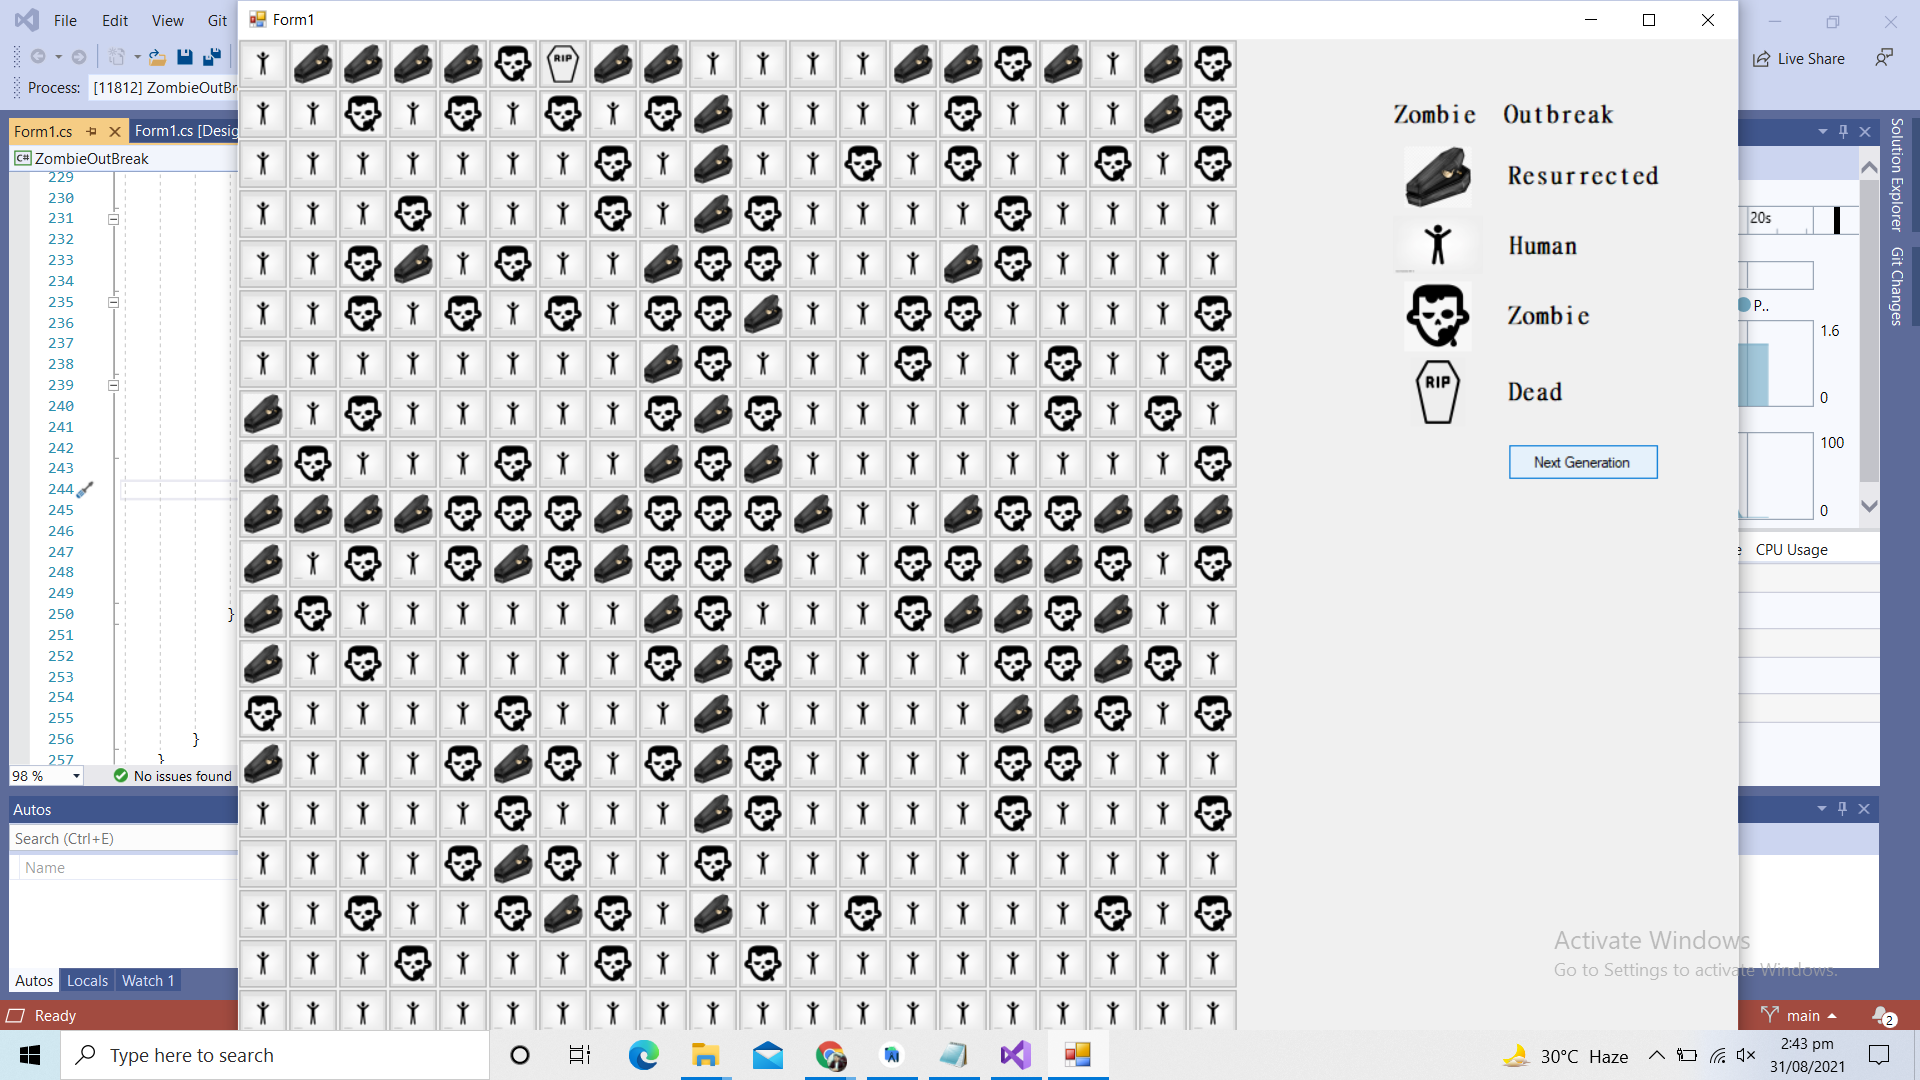 File Edit View Git
Form1
Live Share
Process: [11812] ZombieOutBr
Form1.cs
Form1.cs [Desig
C# ZombieOutBreak
RIP
Zombie Outbreak
Resurrected
Human
Zombie
RIP
Dead
Next Generation
229
230
231
232
233
234
235
236
237
238
239
240
241
242
243
244
245
246
247
248
249
250 }
251
252
253
254
255
256 }
257 }
98 %
No issues found
Autos
Search (Ctrl+E)
Name
Autos Locals Watch 1
Ready
Solution Explorer
Git Changes
20s
P..
1.6
0
100
0
CPU Usage
Activate Windows
Go to Settings to activate Windows.
main
2
Type here to search
30°C Haze
2:43 pm
31/08/2021